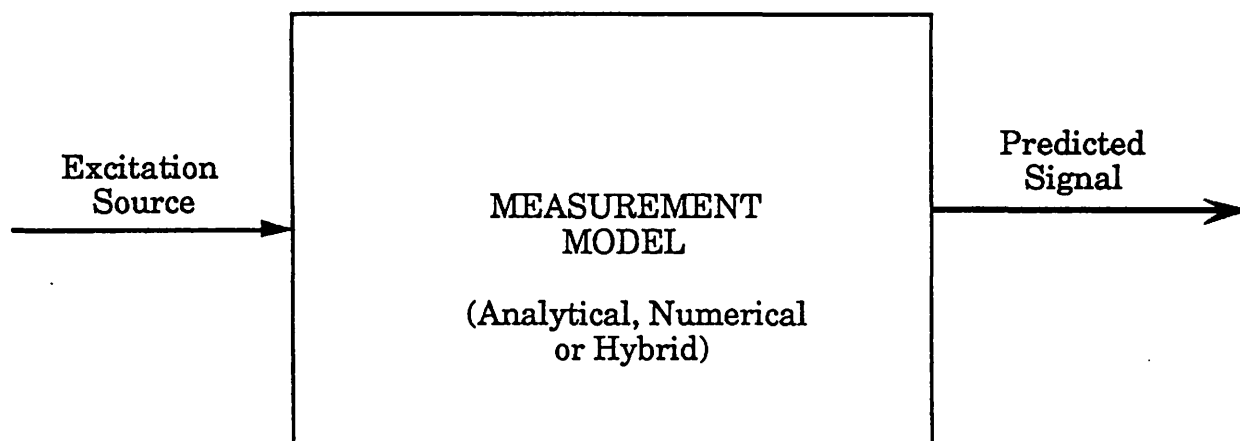 Excitation
Source
MEASUREMENT
MODEL
(Analytical, Numerical
or Hybrid)
Predicted
Signal